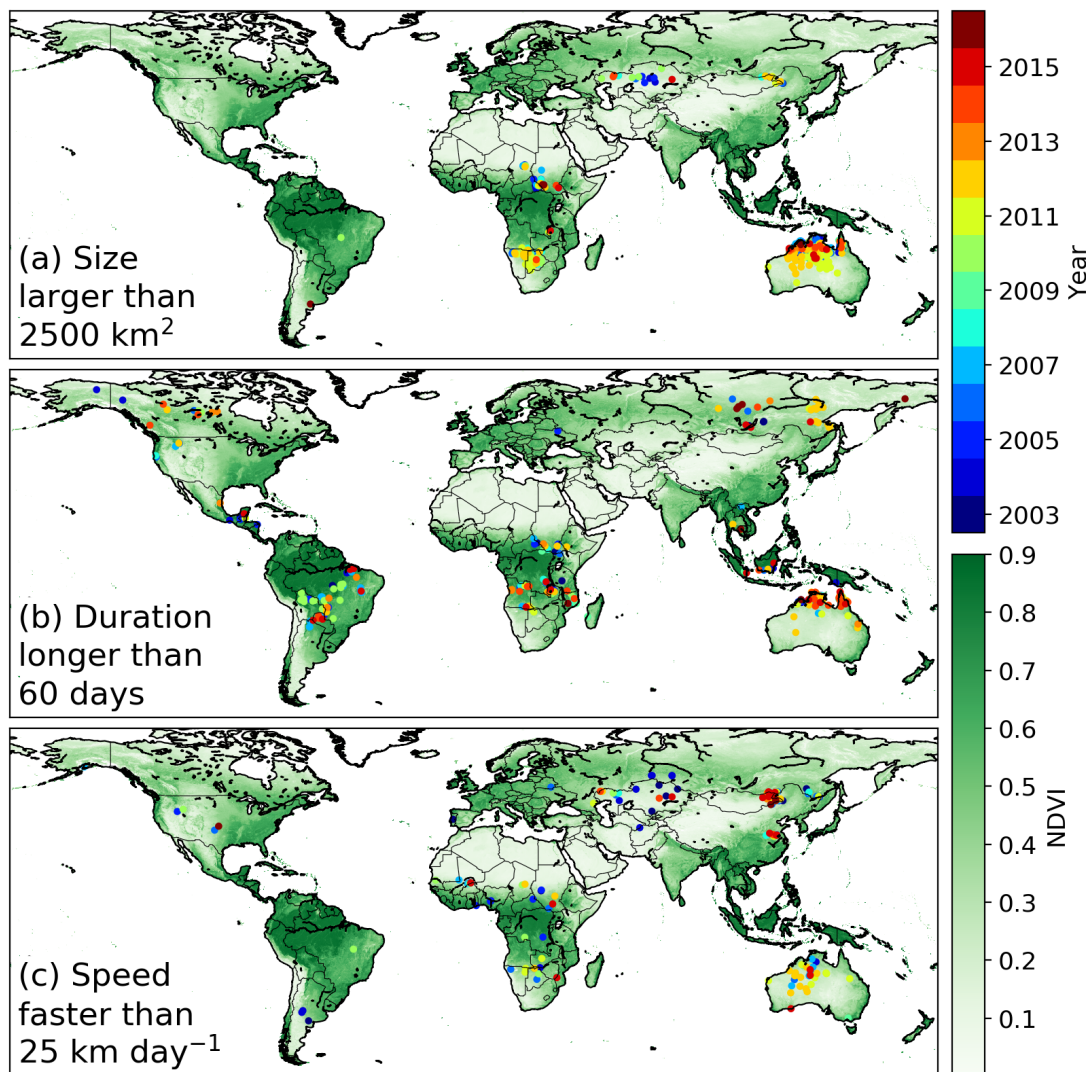 (a) Size
larger than
2500 km²
(b) Duration
longer than
60 days
(c) Speed
faster than
25 km day⁻¹
2015
2013
2011
2009
2007
2005
2003
Year
0.9
0.8
0.7
0.6
0.5
0.4
0.3
0.2
0.1
NDVI